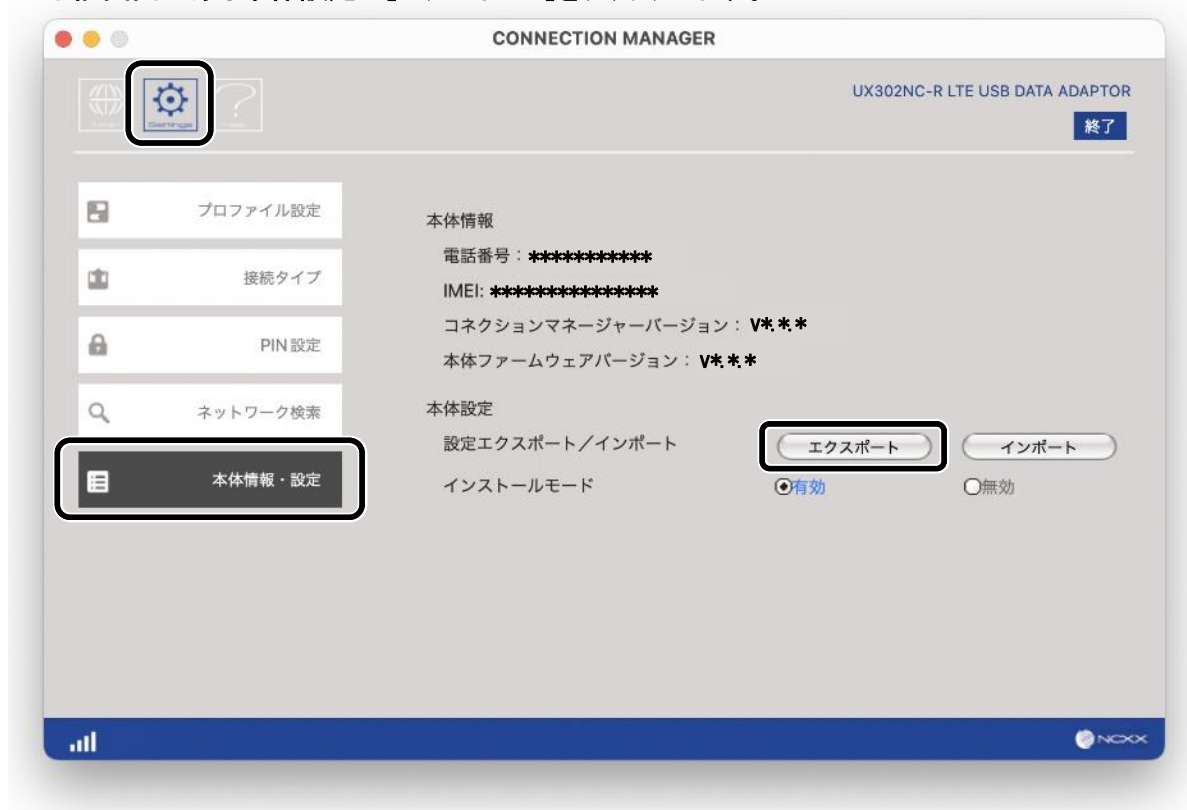 CONNECTION MANAGER
Settings
UX302NC-R LTE USB DATA ADAPTOR
終了
プロファイル設定
接続タイプ
PIN設定
ネットワーク検索
本体情報・設定
本体情報
電話番号：***********
IMEI: ***************
コネクションマネージャーバージョン： V*.*.*
本体ファームウェアバージョン： V*.*.*
本体設定
設定エクスポート／インポート
エクスポート
インポート
インストールモード
有効
無効
NCXX